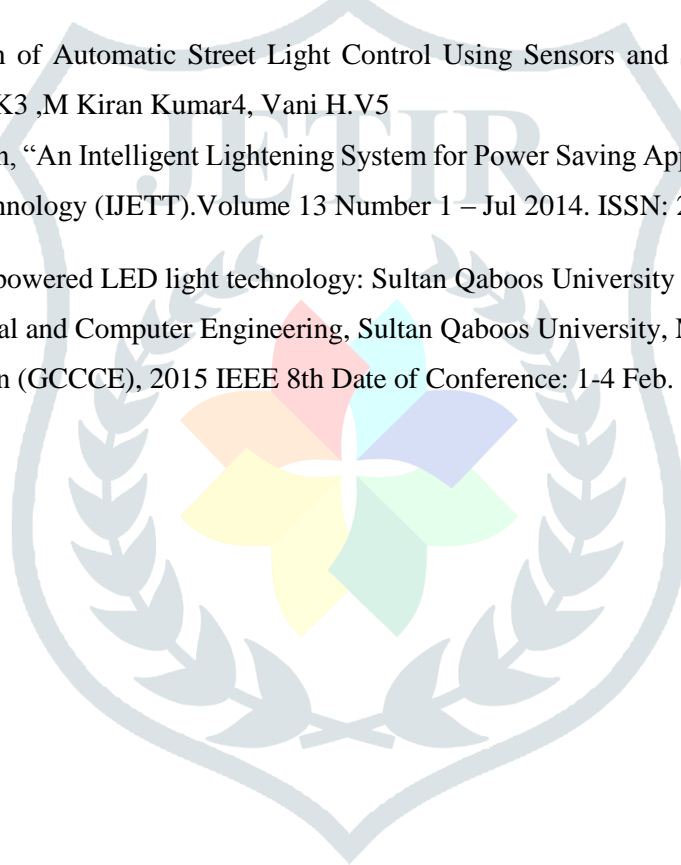 n of Automatic Street Light Control Using Sensors and
K3 ,M Kiran Kumar4, Vani H.V5
n, “An Intelligent Lightening System for Power Saving App
hnology (IJETT).Volume 13 Number 1 – Jul 2014. ISSN: 2
powered LED light technology: Sultan Qaboos University
al and Computer Engineering, Sultan Qaboos University, M
n (GCCCE), 2015 IEEE 8th Date of Conference: 1-4 Feb.
JETIR